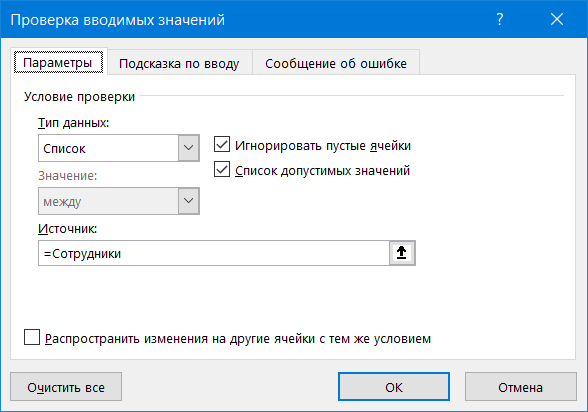 Проверка вводимых значений
Параметры
Подсказка по вводу
Сообщение об ошибке
Условие проверки
Тип данных:
Список
Игнорировать пустые ячейки
Значение:
Список допустимых значений
между
Источник:
=Сотрудники
Распространить изменения на другие ячейки с тем же условием
Очистить все
ОК
Отмена